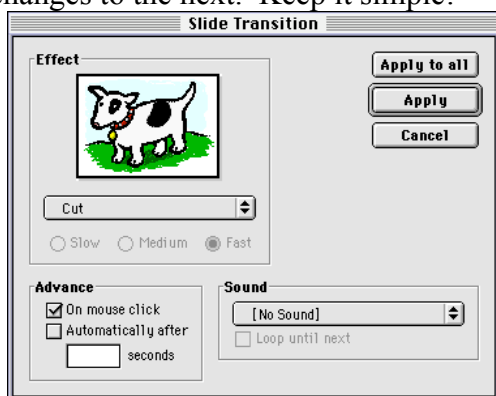 hanges to the next. Keep it simple!
Slide Transition
Effect
Apply to all
Apply
Cancel
Cut
Slow Medium Fast
Advance
On mouse click
Automatically after
seconds
Sound
[No Sound]
Loop until next